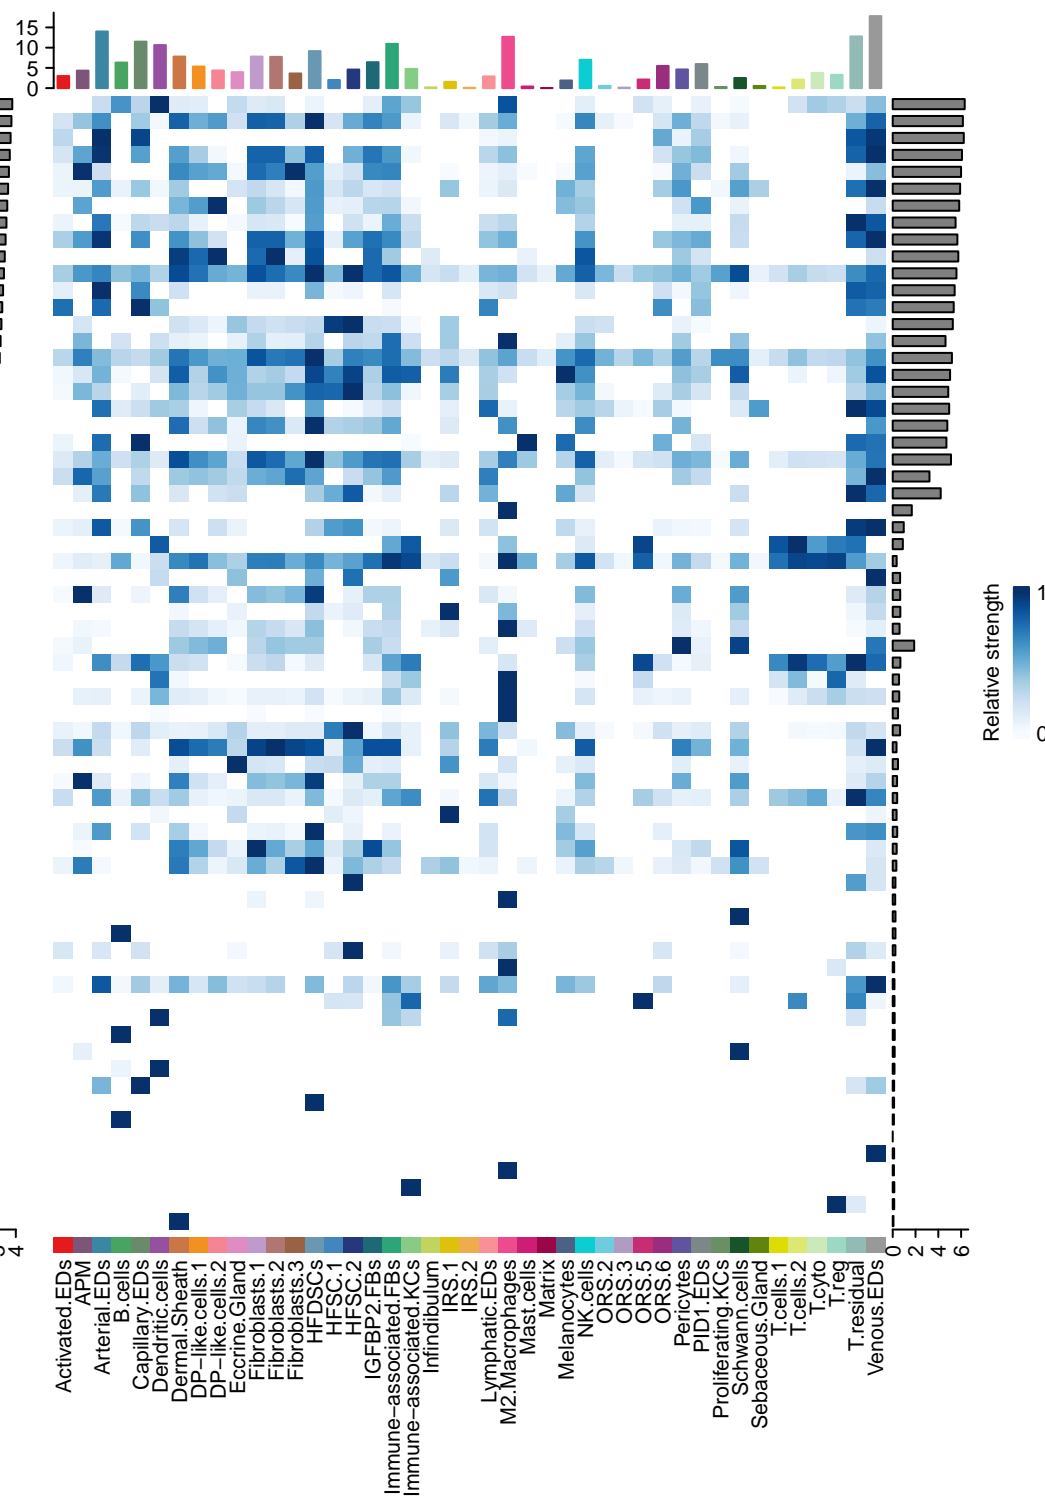 15
10
5
0
Relative strength
1
0
4
0
2
4
6
Activated.EDs
APM
Arterial.EDs
B.cells
Capillary.EDs
Dendritic.cells
Dermal.Sheath
DP−like.cells.1
DP−like.cells.2
Eccrine.Gland
Fibroblasts.1
Fibroblasts.2
Fibroblasts.3
HFDSCs
HFSC.1
HFSC.2
IGFBP2.FBs
Immune−associated.FBs
Immune−associated.KCs
Infindibulum
IRS.1
IRS.2
Lymphatic.EDs
M2.Macrophages
Mast.cells
Matrix
Melanocytes
NK.cells
ORS.2
ORS.3
ORS.5
ORS.6
Pericytes
PID1.EDs
Proliferating.KCs
Schwann.cells
Sebaceous.Gland
T.cells.1
T.cells.2
T.cyto
T.reg
T.residual
Venous.EDs